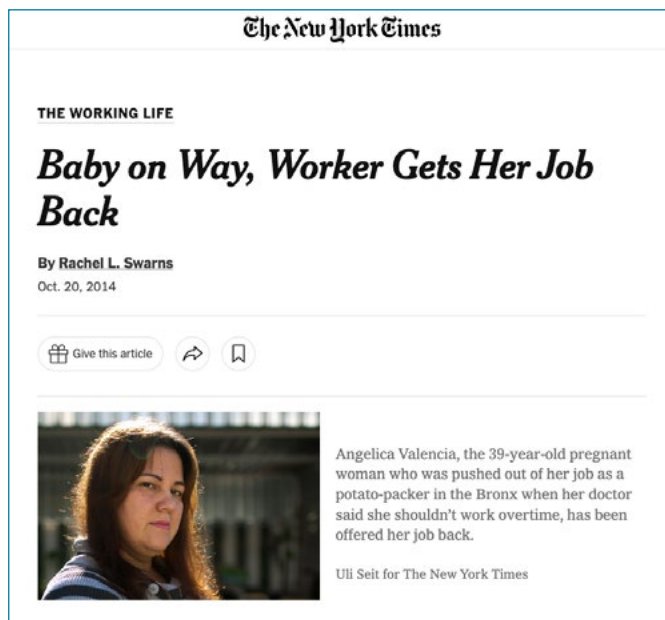 The New York Times
THE WORKING LIFE
Baby on Way, Worker Gets Her Job
Back
By Rachel L. Swarns
Oct. 20, 2014
Give this article
Angelica Valencia, the 39-year-old pregnant
woman who was pushed out of her job as a
potato-packer in the Bronx when her doctor
said she shouldn’t work overtime, has been
offered her job back.
Uli Seit for The New York Times